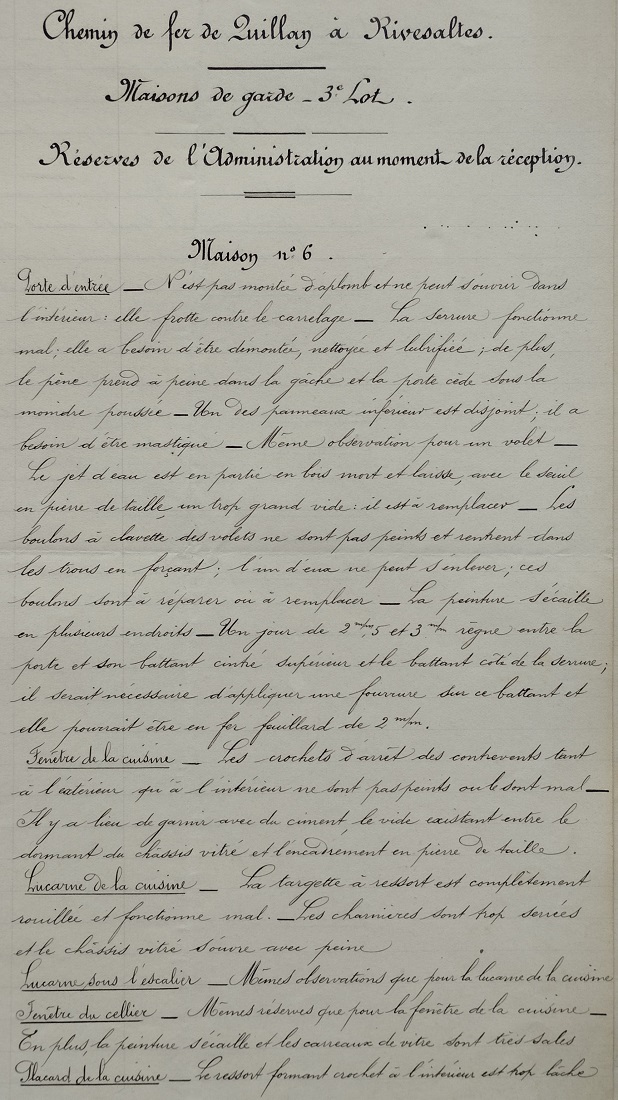 Chemin de fer de Quillan à Rivesaltes.
Maisons de garde _ 3e Lot.
Réserves de l'Administration au moment de la réception.
Maison n° 6.
Porte d'entrée _ N'est pas montée d'aplomb et ne peut s'ouvrir dans
l'intérieur : elle frotte contre le carrelage _ La serrure fonctionne
mal ; elle a besoin d'être démontée, nettoyée et lubrifiée ; de plus,
le pène prend à peine dans la gâche et la porte cède sous la
moindre poussée _ Un des panneaux inférieur est disjoint ; il a
besoin d'être mastiqué _ Même observation pour un volet _
Le jet d'eau est en partie en bois mort et laisse, avec le seuil
en pierre de taille, un trop grand vide : il est à remplacer _ Les
boulons à clavette des volets ne sont pas peints et rentrent dans
les trous en forçant ; l'un d'eux ne peut s'enlever ; ces
boulons sont à réparer ou à remplacer _ La peinture s'écaille
en plusieurs endroits _ Un jour de 2 m/m 5 et 3 m/m règne entre la
porte et son battant cintré supérieur et le battant côté de la serrure ;
il serait nécessaire d'appliquer une fourrure sur ce battant et
elle pourrait être en fer feuillard de 2 m/m.
Fenêtre de la cuisine _ Les crochets d'arrêt des contrevents tant
à l'extérieur qu'à l'intérieur ne sont pas peints ou le sont mal _
Il y a lieu de garnir avec du ciment, le vide existant entre le
dormant du châssis vitré et l'encadrement en pierre de taille.
Lucarne de la cuisine _ La targette à ressort est complètement
rouillée et fonctionne mal. _ Les charnières sont trop serrées
et le châssis vitré s'ouvre avec peine
Lucarne sous l'escalier _ Mêmes observations que pour la lucarne de la cuisine
Fenêtre du cellier _ Mêmes réserves que pour la fenêtre de la cuisine _
En plus, la peinture s'écaille et les carreaux de vitre sont très sales
Placard de la cuisine _ Le ressort formant crochet à l'intérieur est trop lâche